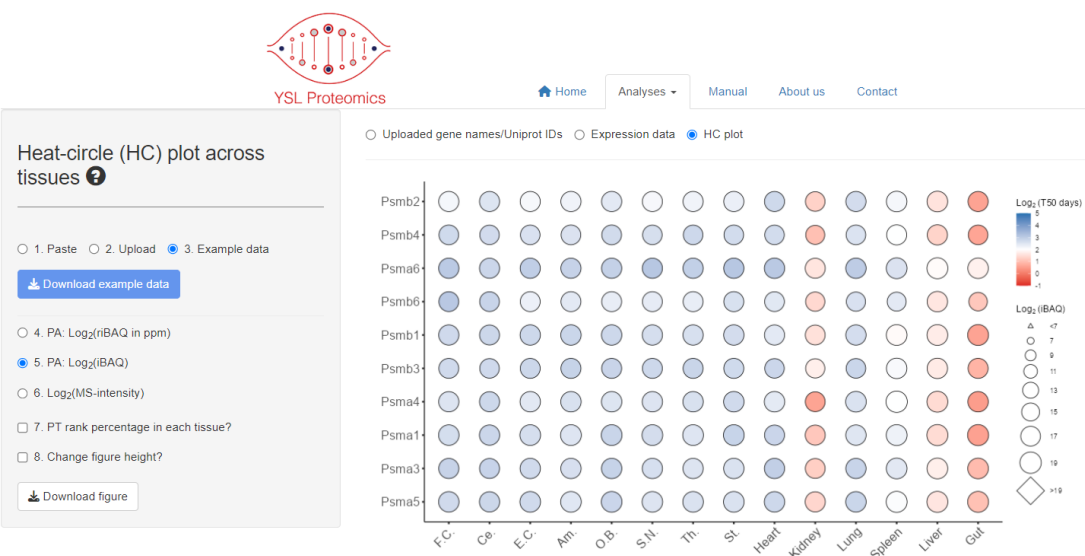 YSL Proteomics
Home Analyses Manual About us Contact
Heat-circle (HC) plot across
tissues ?
1. Paste 2. Upload 3. Example data
Download example data
4. PA: Log2(riBAQ in ppm)
5. PA: Log2(iBAQ)
6. Log2(MS-intensity)
7. PT rank percentage in each tissue?
8. Change figure height?
Download figure
Uploaded gene names/Uniprot IDs Expression data HC plot
Psmb2
Psmb4
Psma6
Psmb6
Psmb1
Psmb3
Psma4
Psma1
Psma3
Psma5
F.C. Ce. E.C. Am. O.B. S.N. Th. St. Heart Kidney Lung Spleen Liver Gut
Log2 (T50 days)
5
4
3
2
1
0
-1
Log2 (iBAQ)
<7
7
9
11
13
15
17
19
>19